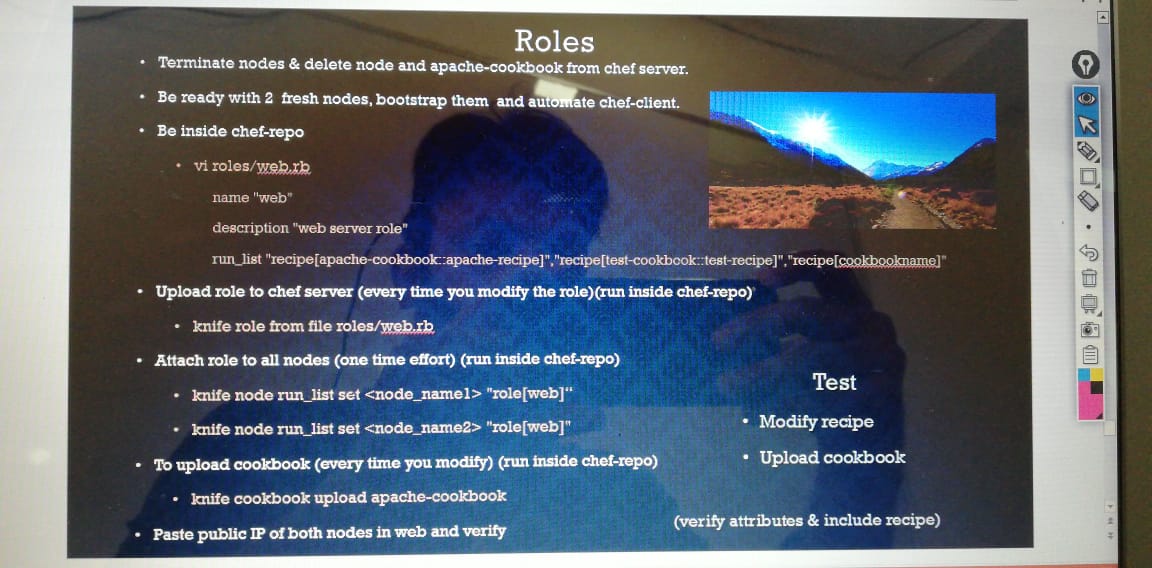 Roles
• Terminate nodes & delete node and apache-cookbook from chef server.
• Be ready with 2 fresh nodes, bootstrap them and automate chef-client.
• Be inside chef-repo
• vi roles/web.rb
name "web"
description "web server role"
run_list "recipe[apache-cookbook::apache-recipe]","recipe[test-cookbook::test-recipe]","recipe[cookbookname]"
• Upload role to chef server (every time you modify the role)(run inside chef-repo)
• knife role from file roles/web.rb
• Attach role to all nodes (one time effort) (run inside chef-repo)
• knife node run_list set <node_name1> "role[web]“
• knife node run_list set <node_name2> "role[web]"
• To upload cookbook (every time you modify) (run inside chef-repo)
• knife cookbook upload apache-cookbook
• Paste public IP of both nodes in web and verify
Test
• Modify recipe
• Upload cookbook
(verify attributes & include recipe)